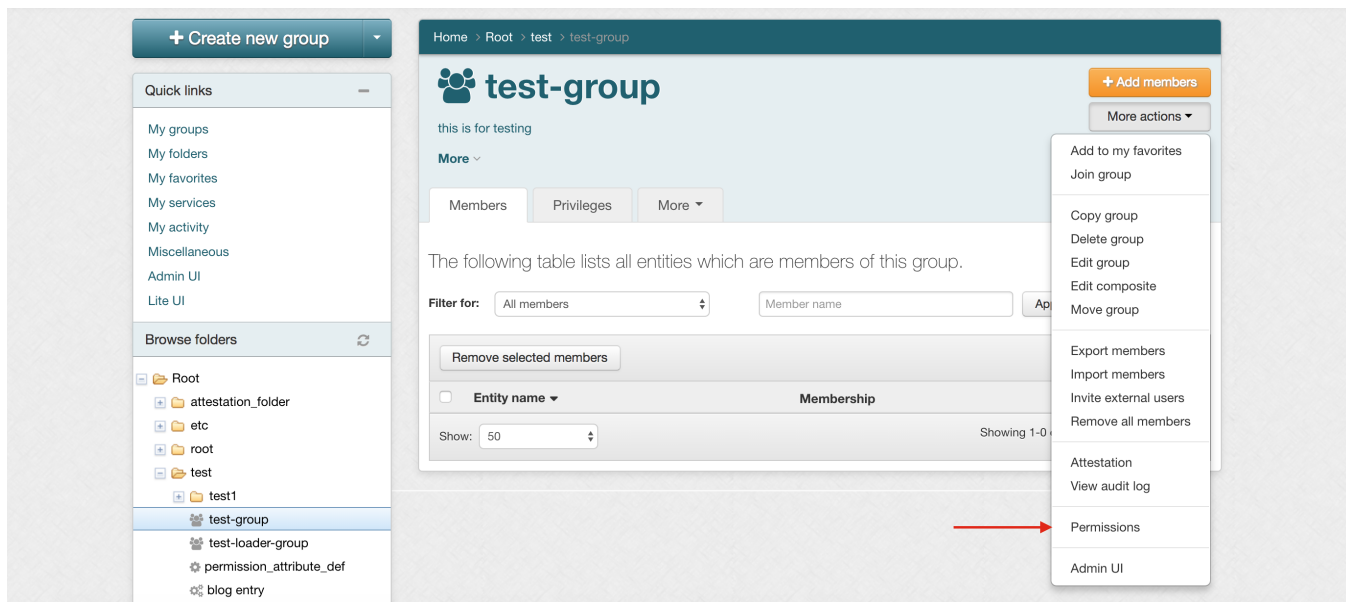 Create new group
Quick links
My groups
My folders
My favorites
My services
My activity
Miscellaneous
Admin UI
Lite UI
Browse folders
Root
attestation_folder
etc
root
test
test1
test-group
test-loader-group
permission_attribute_def
blog entry
Home > Root > test > test-group
test-group
this is for testing
More
+ Add members
More actions
Members Privileges More
The following table lists all entities which are members of this group.
Filter for: All members Member name
Remove selected members
Entity name Membership
Show: 50 Showing 1-0
Add to my favorites
Join group
Copy group
Delete group
Edit group
Edit composite
Move group
Export members
Import members
Invite external users
Remove all members
Attestation
View audit log
Permissions
Admin UI